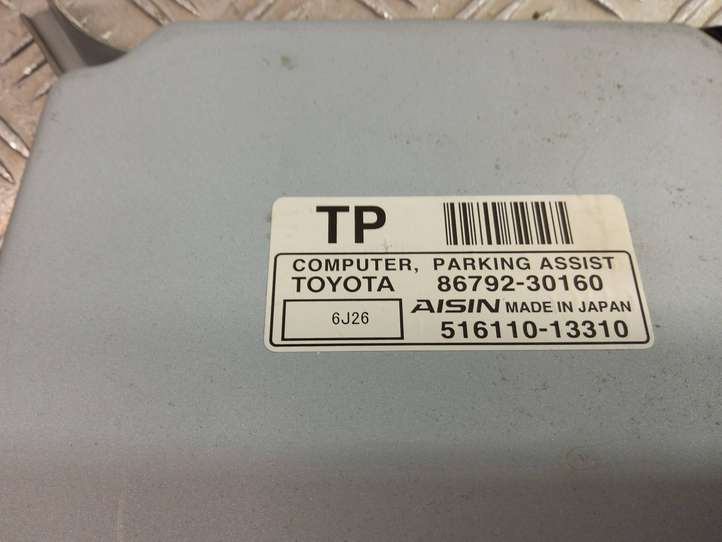 TP
COMPUTER, PARKING ASSIST
TOYOTA 86792-30160
6J26 AISIN MADE IN JAPAN
516110-13310